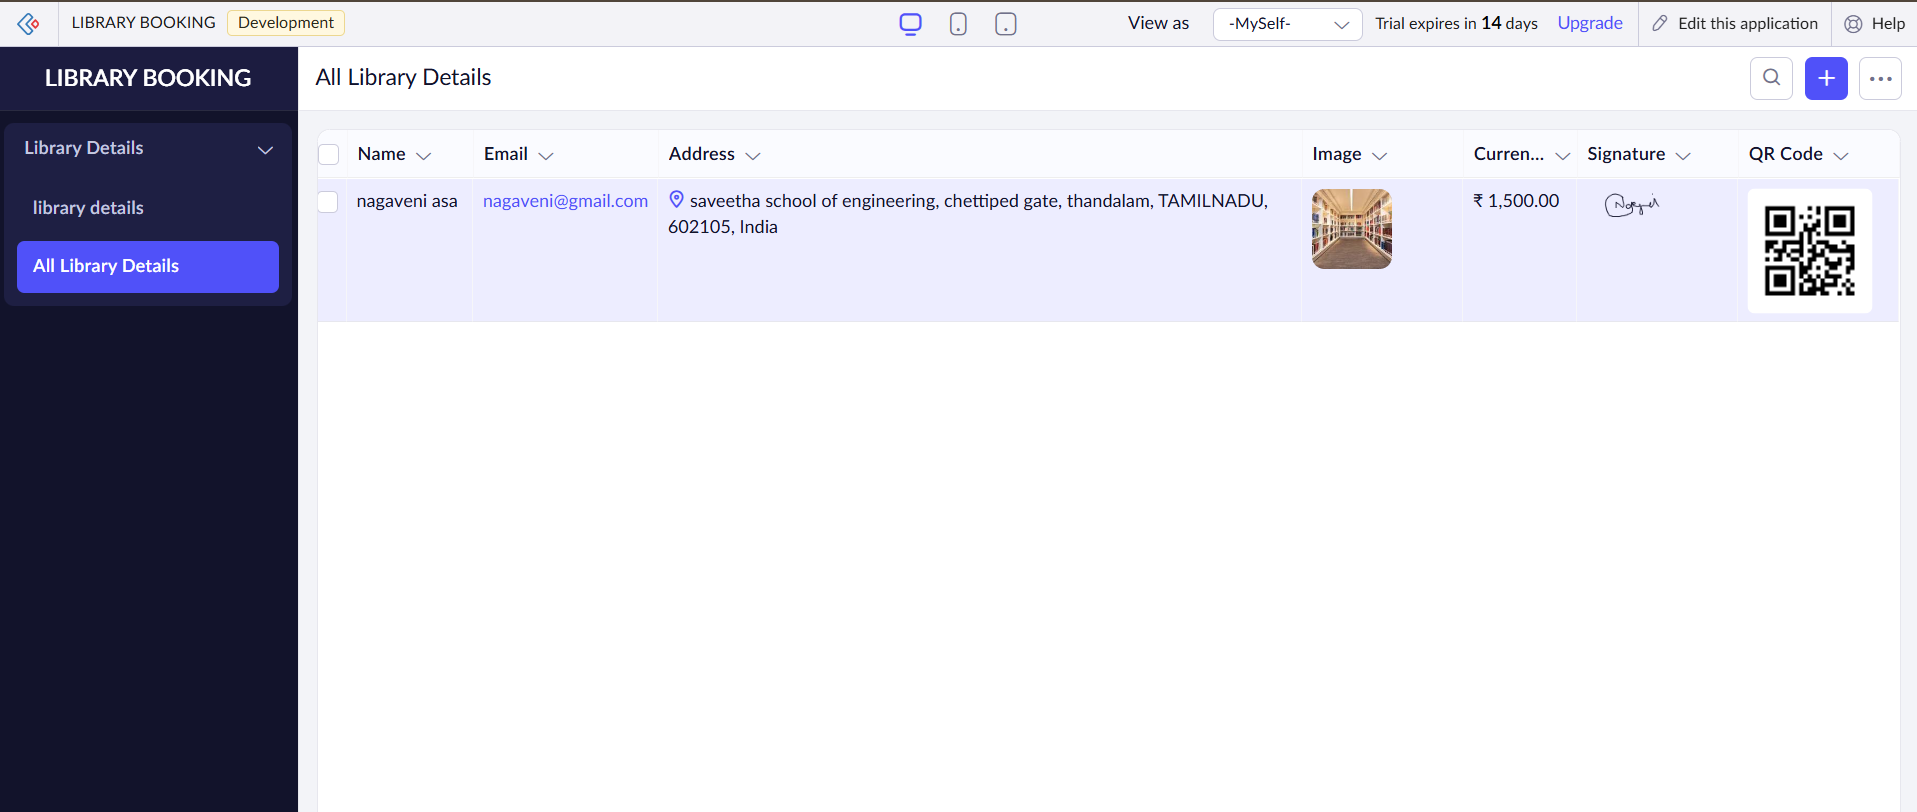 LIBRARY BOOKING Development View as -MySelf- Trial expires in 14 days Upgrade Edit this application Help
LIBRARY BOOKING
All Library Details
Library Details
library details
All Library Details
Name Email Address Image Curren... Signature QR Code
nagaveni asa nagaveni@gmail.com saveetha school of engineering, chettiped gate, thandalam, TAMILNADU, ₹ 1,500.00
602105, India